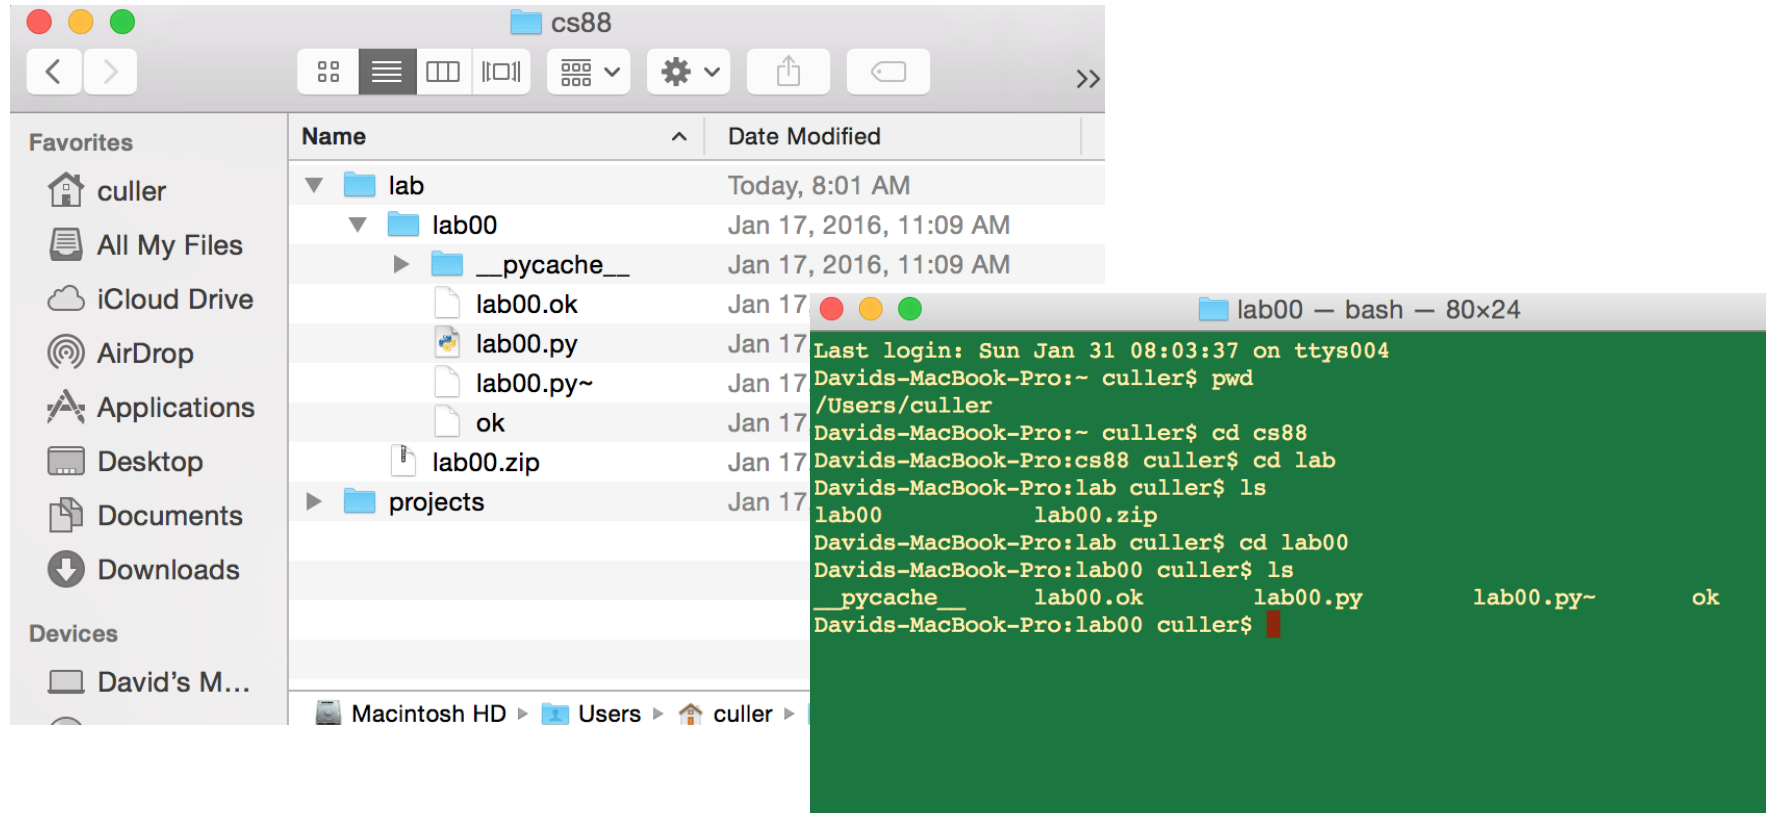 cs88
Favorites
culler
All My Files
iCloud Drive
AirDrop
Applications
Desktop
Documents
Downloads
Devices
David's M...
Name Date Modified
lab Today, 8:01 AM
lab00 Jan 17, 2016, 11:09 AM
__pycache__ Jan 17, 2016, 11:09 AM
lab00.ok Jan 17,
lab00.py Jan 17
lab00.py~ Jan 17
ok Jan 17
lab00.zip Jan 17
projects Jan 17
Macintosh HD Users culler
lab00 — bash — 80×24
Last login: Sun Jan 31 08:03:37 on ttys004
Davids-MacBook-Pro:~ culler$ pwd
/Users/culler
Davids-MacBook-Pro:~ culler$ cd cs88
Davids-MacBook-Pro:cs88 culler$ cd lab
Davids-MacBook-Pro:lab culler$ ls
lab00 lab00.zip
Davids-MacBook-Pro:lab culler$ cd lab00
Davids-MacBook-Pro:lab00 culler$ ls
__pycache__ lab00.ok lab00.py lab00.py~ ok
Davids-MacBook-Pro:lab00 culler$